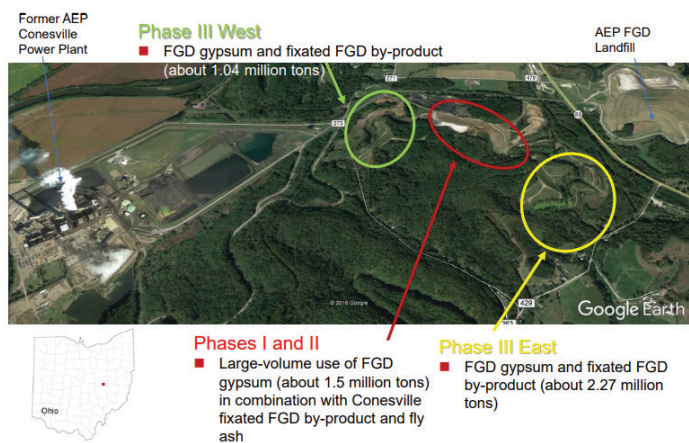 Former AEP
Conesville
Power Plant
Phase III West
■ FGD gypsum and fixated FGD by-product
(about 1.04 million tons)
AEP FGD
Landfill
271
479
273
83
429
© 2016 Google
Google Earth
Ohio
Phases I and II
■ Large-volume use of FGD
gypsum (about 1.5 million tons)
in combination with Conesville
fixated FGD by-product and fly
ash
Phase III East
■ FGD gypsum and fixated FGD
by-product (about 2.27 million
tons)